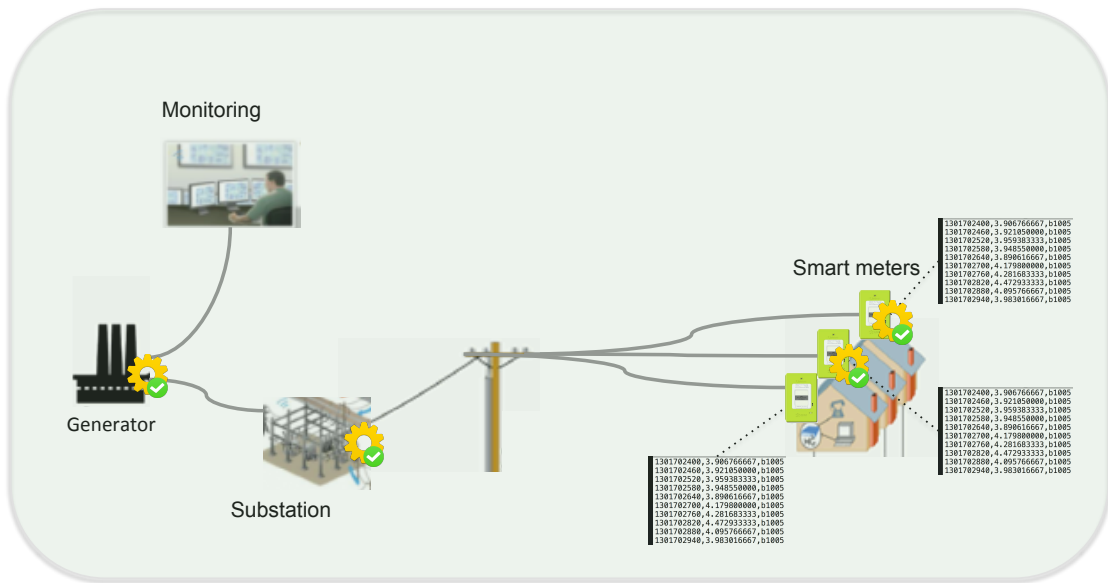 Monitoring
1301702400,3.906766667,b1005
1301702460,3.921050000,b1005
1301702520,3.959383333,b1005
1301702580,3.948550000,b1005
1301702640,3.890616667,b1005
1301702700,4.179800000,b1005
1301702760,4.281683333,b1005
1301702820,4.472933333,b1005
1301702880,4.095766667,b1005
1301702940,3.983016667,b1005
Smart meters
Generator
1301702400,3.906766667,b1005
1301702460,3.921050000,b1005
1301702520,3.959383333,b1005
1301702580,3.948550000,b1005
1301702640,3.890616667,b1005
1301702700,4.179800000,b1005
1301702760,4.281683333,b1005
1301702820,4.472933333,b1005
1301702880,4.095766667,b1005
1301702940,3.983016667,b1005
Substation
1301702400,3.906766667,b1005
1301702460,3.921050000,b1005
1301702520,3.959383333,b1005
1301702580,3.948550000,b1005
1301702640,3.890616667,b1005
1301702700,4.179800000,b1005
1301702760,4.281683333,b1005
1301702820,4.472933333,b1005
1301702880,4.095766667,b1005
1301702940,3.983016667,b1005